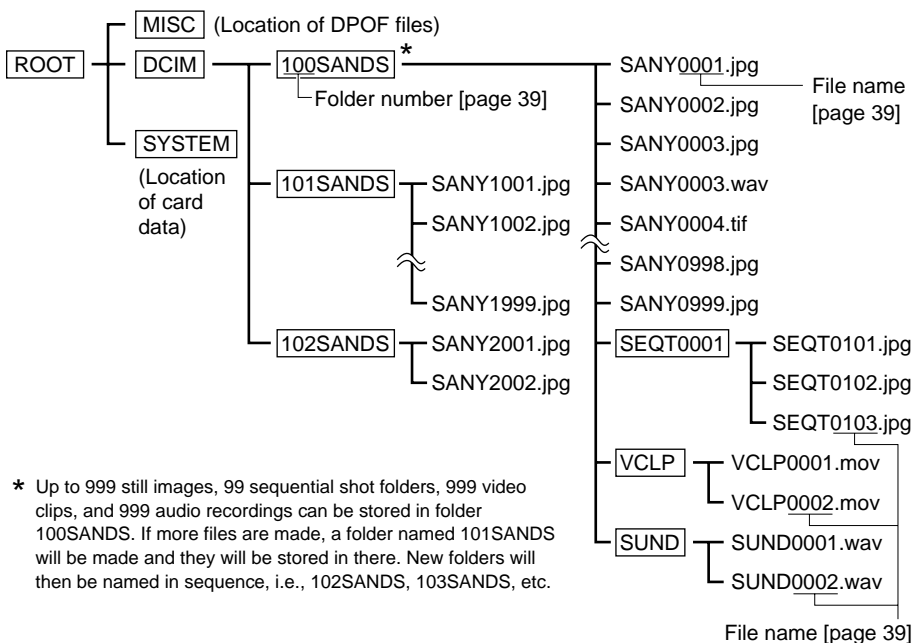 MISC (Location of DPOF files)
ROOT
DCIM
100SANDS *
Folder number [page 39]
SANY0001.jpg
File name
[page 39]
SANY0002.jpg
SANY0003.jpg
SYSTEM
(Location
of card
data)
101SANDS
SANY1001.jpg
SANY1002.jpg
SANY1999.jpg
102SANDS
SANY2001.jpg
SANY2002.jpg
SANY0003.wav
SANY0004.tif
SANY0998.jpg
SANY0999.jpg
SEQT0001
SEQT0101.jpg
SEQT0102.jpg
SEQT0103.jpg
VCLP
VCLP0001.mov
VCLP0002.mov
SUND
SUND0001.wav
SUND0002.wav
File name [page 39]
* Up to 999 still images, 99 sequential shot folders, 999 video
clips, and 999 audio recordings can be stored in folder
100SANDS. If more files are made, a folder named 101SANDS
will be made and they will be stored in there. New folders will
then be named in sequence, i.e., 102SANDS, 103SANDS, etc.